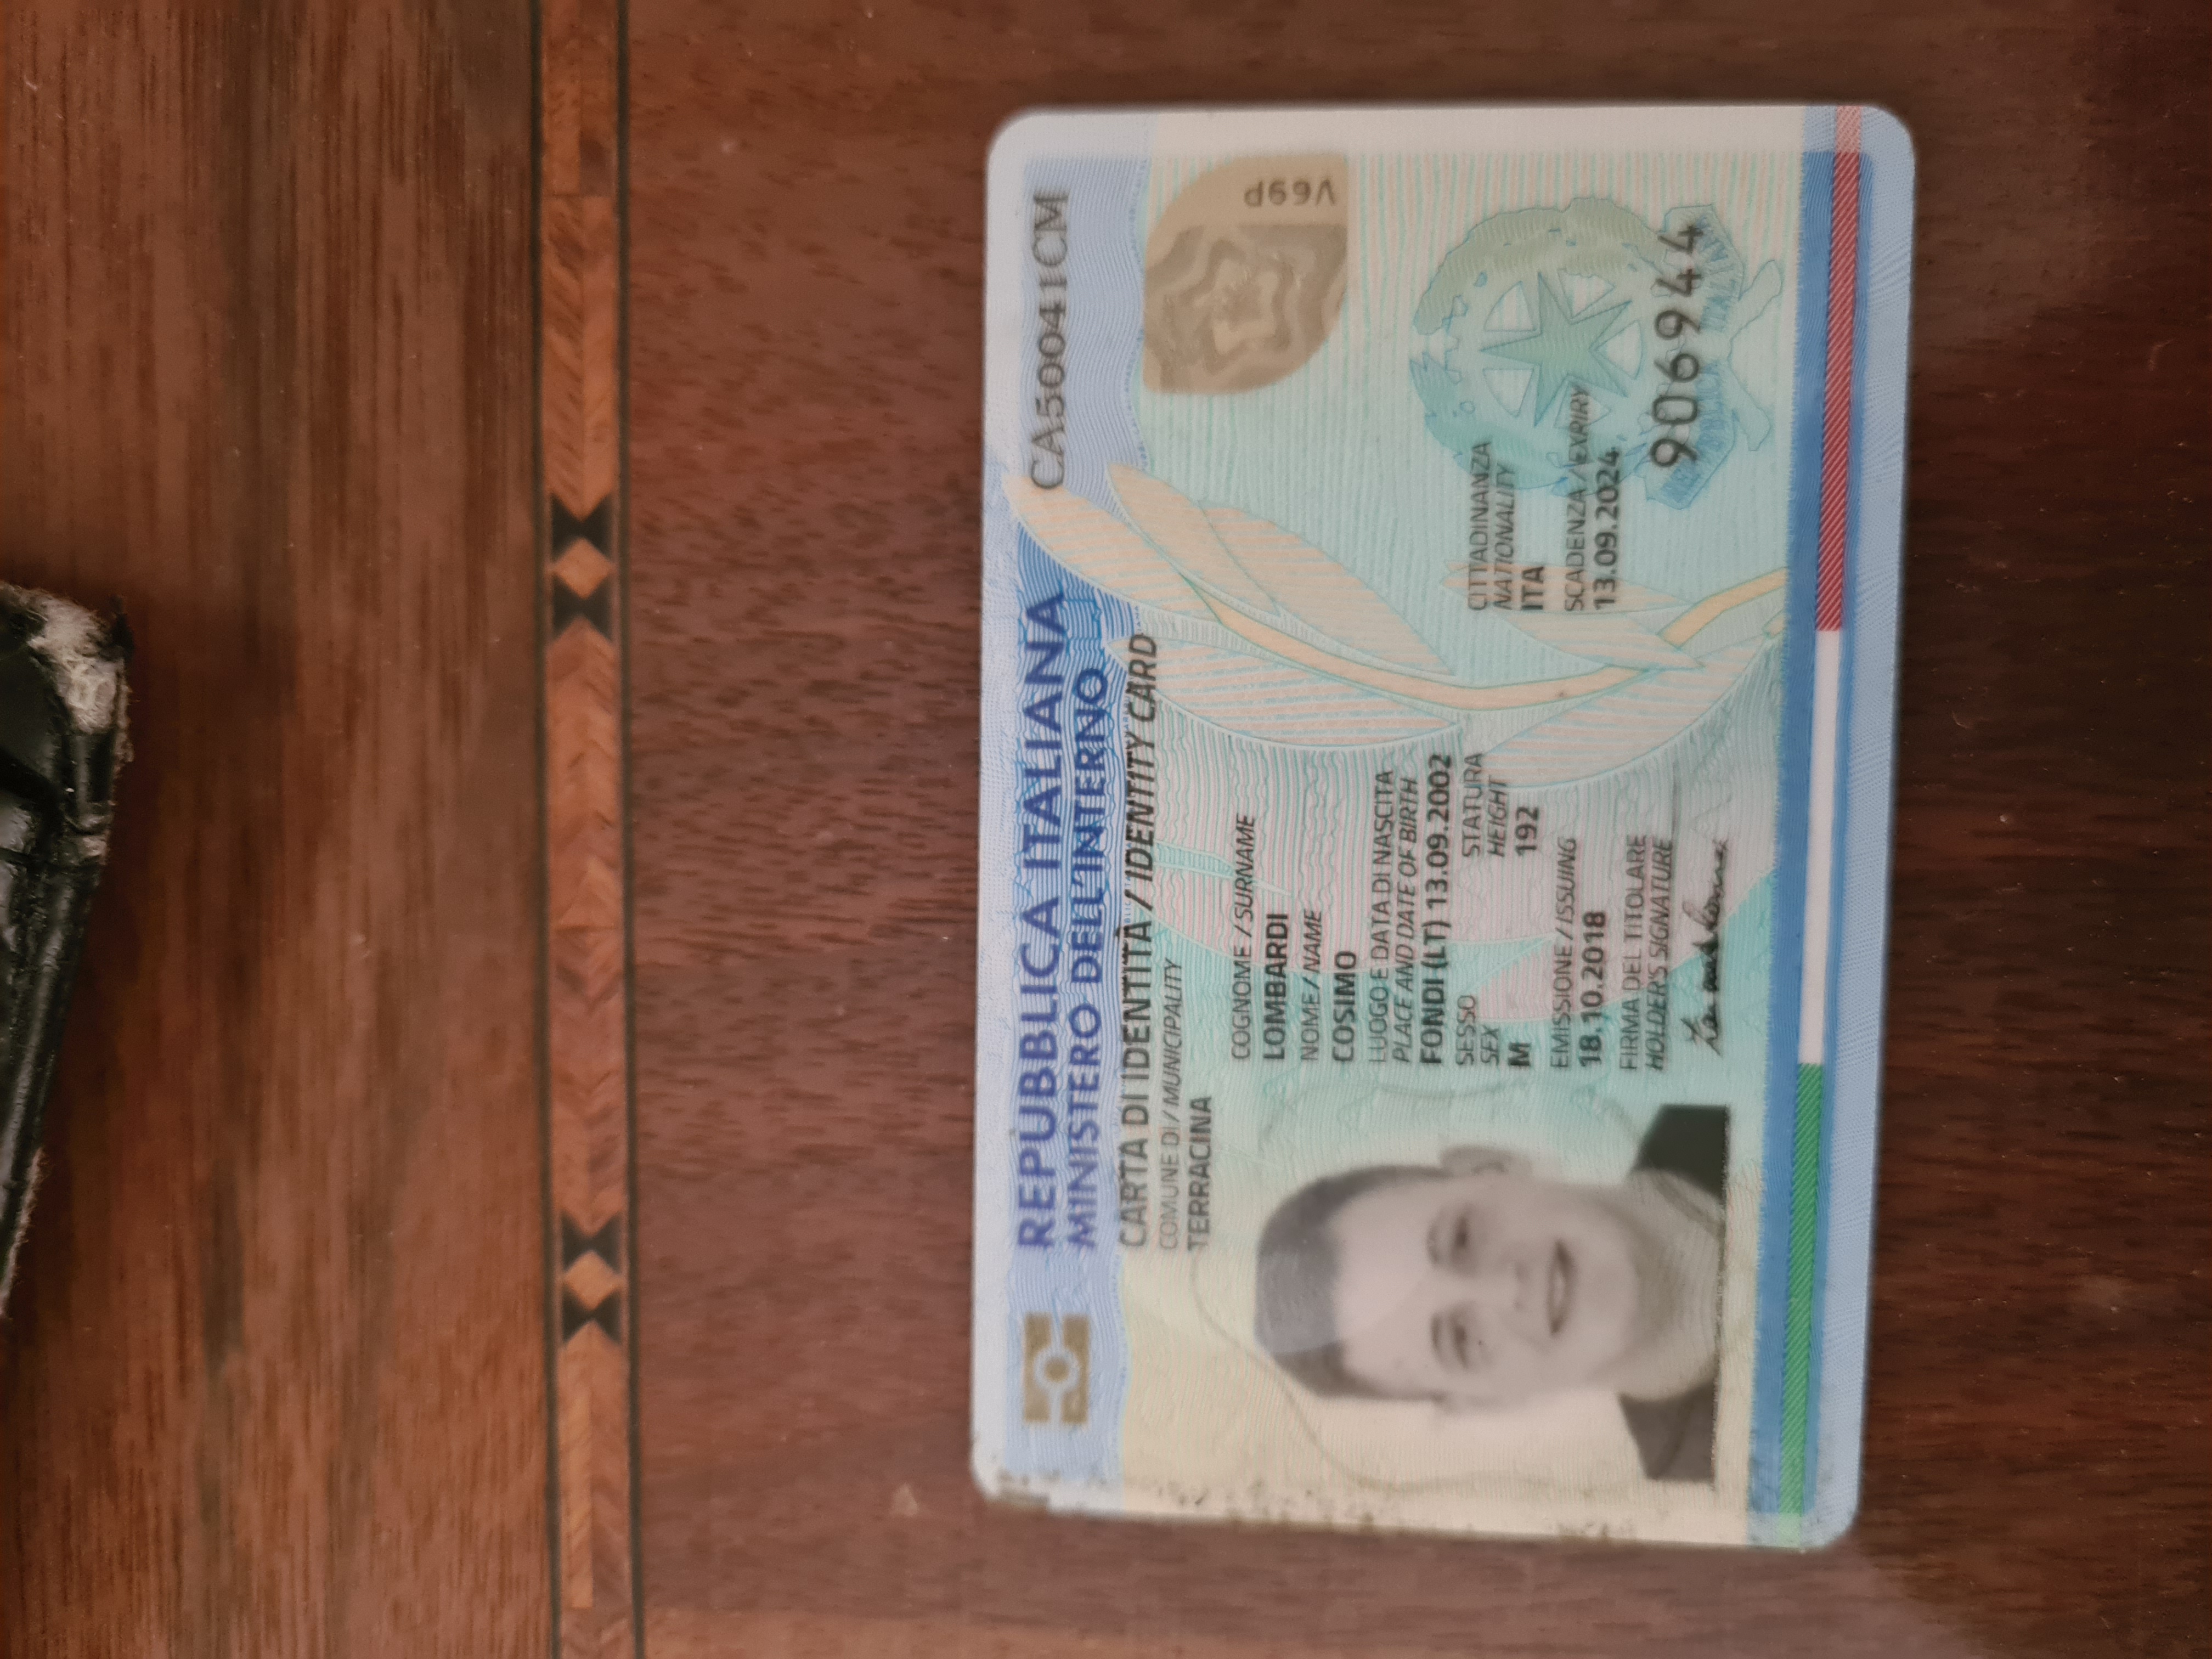 REPUBBLICA ITALIANA
CA50041CM
MINISTERO DELL'INTERNO
CARTA DI IDENTITÀ / IDENTITY CARD
COMUNE DI / MUNICIPALITY
TERRACINA
COGNOME / SURNAME
LOMBARDI
NOME / NAME
COSIMO
LUOGO E DATA DI NASCITA
PLACE AND DATE OF BIRTH
FONDI (LT) 13.09.2002
SESSO STATURA CITTADINANZA
SEX HEIGHT NATIONALITY
M 192 ITA
EMISSIONE / ISSUING SCADENZA / EXPIRY
18.10.2018 13.09.2024
FIRMA DEL TITOLARE
HOLDER'S SIGNATURE
906944
V69P
REPUBBLICA ITALIANA